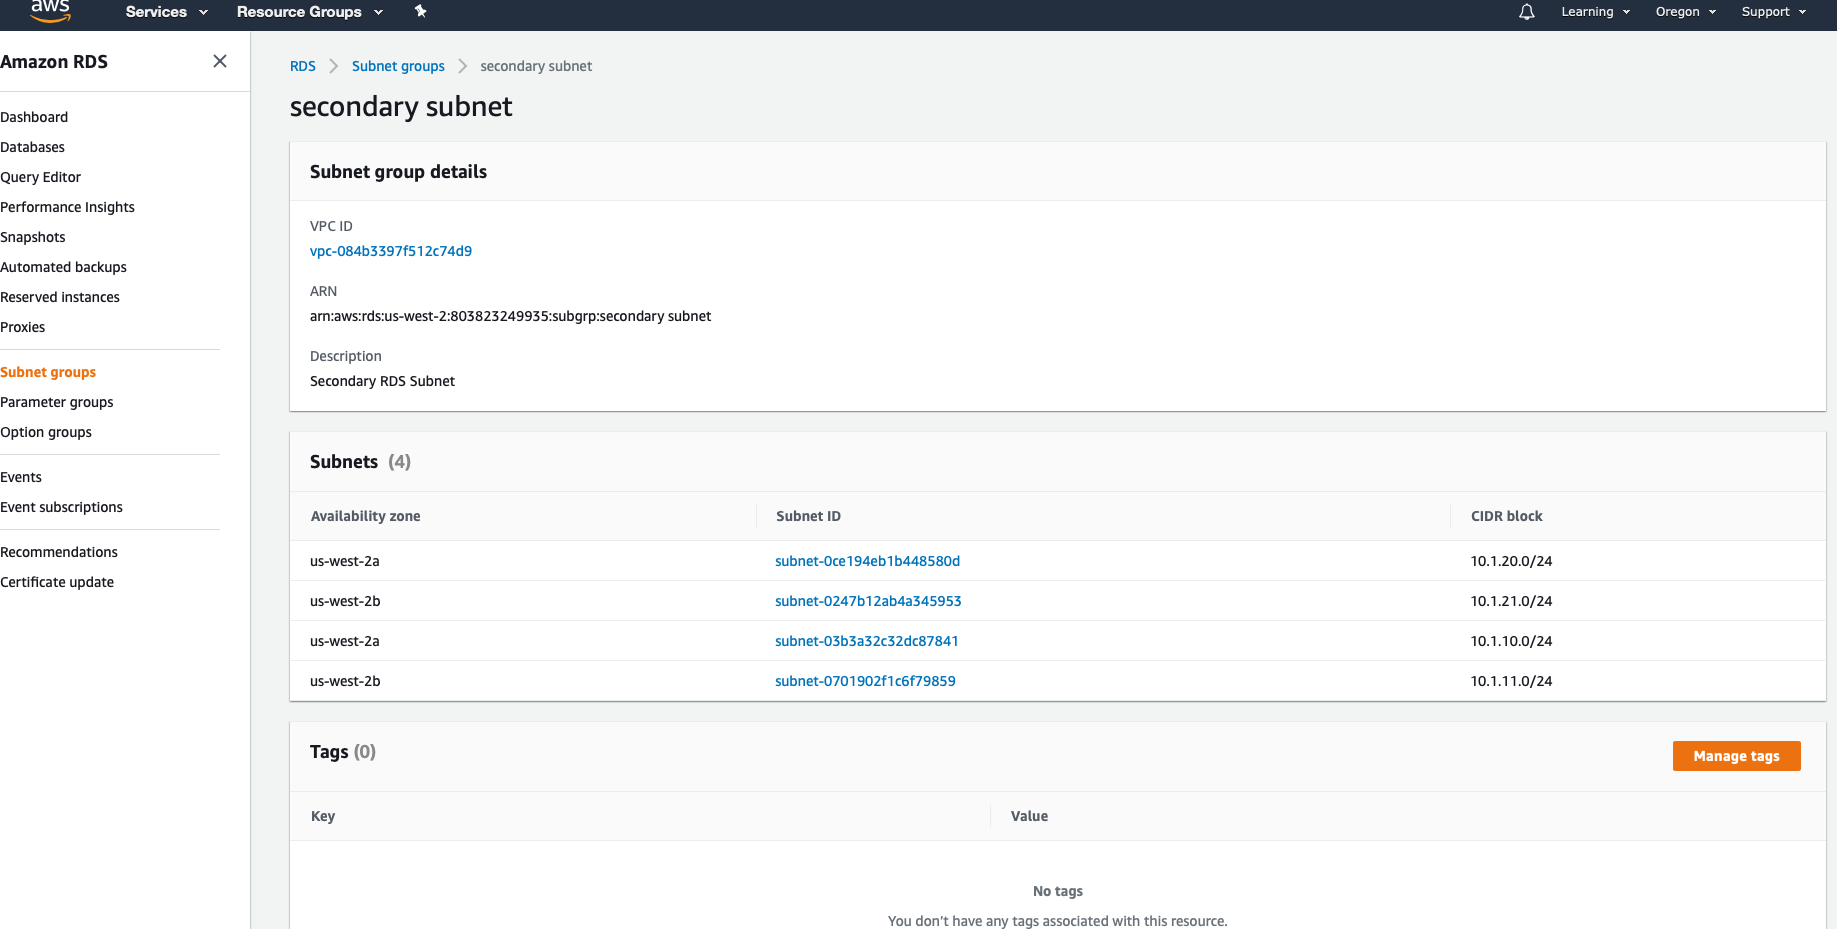 aws Services Resource Groups Learning Oregon Support
Amazon RDS
Dashboard
Databases
Query Editor
Performance Insights
Snapshots
Automated backups
Reserved instances
Proxies
Subnet groups
Parameter groups
Option groups
Events
Event subscriptions
Recommendations
Certificate update
RDS Subnet groups secondary subnet
secondary subnet
Subnet group details
VPC ID
vpc-084b3397f512c74d9
ARN
arn:aws:rds:us-west-2:803823249935:subgrp:secondary subnet
Description
Secondary RDS Subnet
Subnets (4)
Availability zone Subnet ID CIDR block
us-west-2a subnet-0ce194eb1b448580d 10.1.20.0/24
us-west-2b subnet-0247b12ab4a345953 10.1.21.0/24
us-west-2a subnet-03b3a32c32dc87841 10.1.10.0/24
us-west-2b subnet-0701902f1c6f79859 10.1.11.0/24
Tags (0) Manage tags
Key Value
No tags
You don't have any tags associated with this resource.